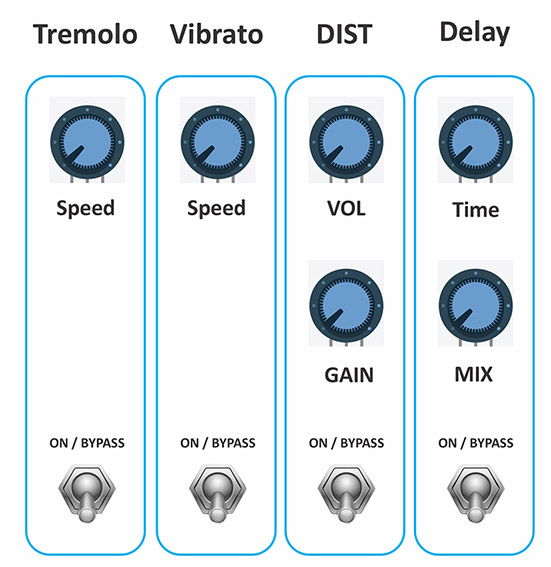 Tremolo Vibrato DIST Delay
Speed Speed VOL Time
GAIN MIX
ON / BYPASS ON / BYPASS ON / BYPASS ON / BYPASS